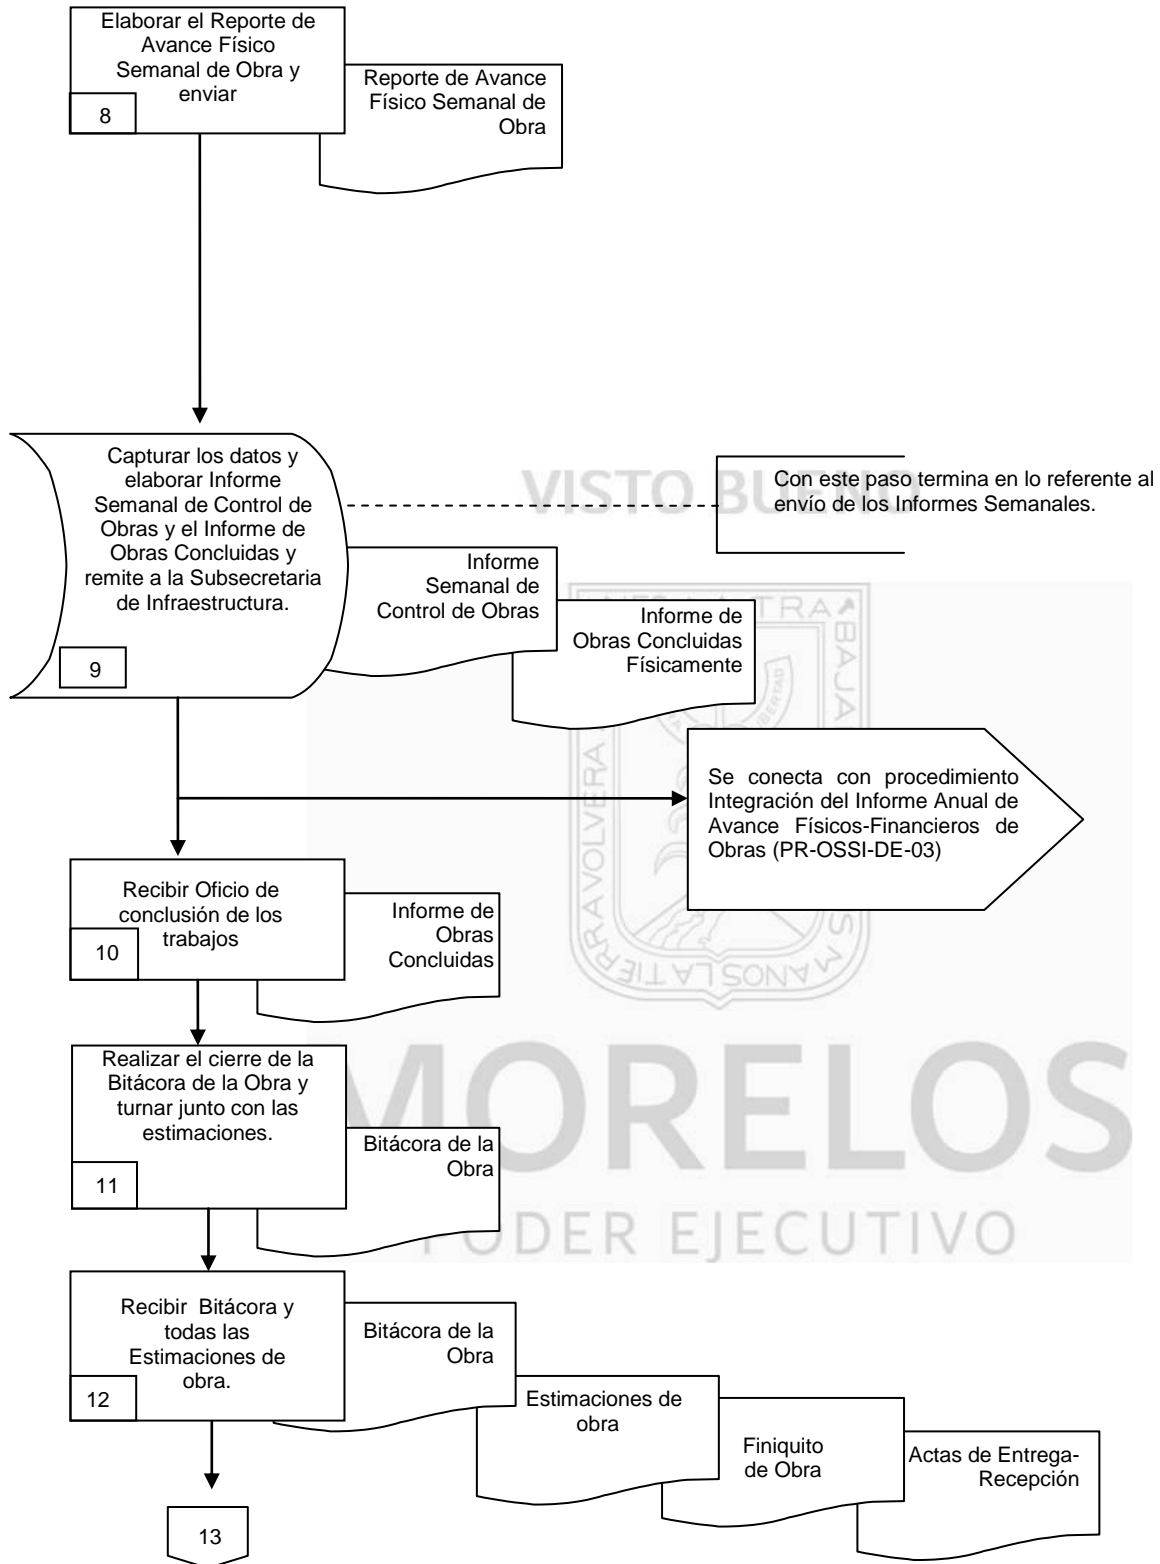 Elaborar el Reporte de
Avance Físico
Semanal de Obra y
enviar
8
Reporte de Avance
Físico Semanal de
Obra
Capturar los datos y
elaborar Informe
Semanal de Control de
Obras y el Informe de
Obras Concluidas y
remite a la Subsecretaria
de Infraestructura.
9
VISTO BUENO
Con este paso termina en lo referente al
envío de los Informes Semanales.
Informe
Semanal de
Control de Obras
Informe de
Obras Concluidas
Físicamente
Se conecta con procedimiento
Integración del Informe Anual de
Avance Físicos-Financieros de
Obras (PR-OSSI-DE-03)
Recibir Oficio de
conclusión de los
trabajos
10
Informe de
Obras
Concluidas
LIBERTAD
TRABAJA
VOLVERA
LATIERRA
MANOS
Realizar el cierre de la
Bitácora de la Obra y
turnar junto con las
estimaciones.
11
Bitácora de la
Obra
MORELOS
PODER EJECUTIVO
Recibir Bitácora y
todas las
Estimaciones de
obra.
12
Bitácora de la
Obra
Estimaciones de
obra
Finiquito
de Obra
Actas de Entrega-
Recepción
13